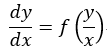 dy/dx = f(y/x).